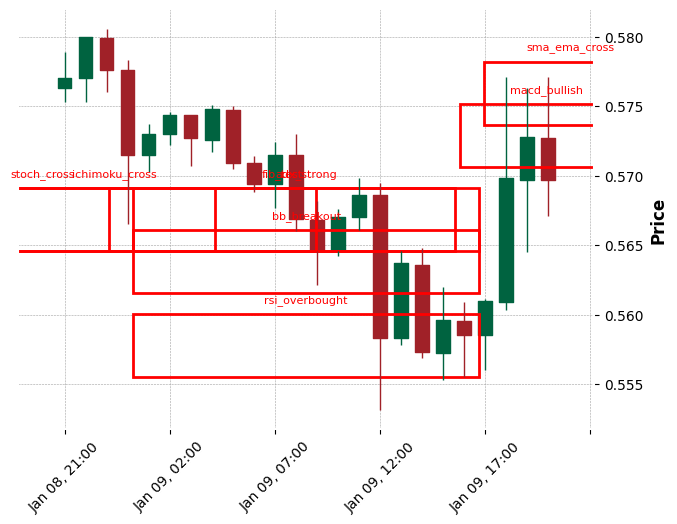 sma_ema_cross
0.580
macd_bullish
0.575
stoch_cross
ichimoku_cross
strong
0.570
bb_breakout
Price
0.565
rsi_overbought
0.560
0.555
Jan 08, 21:00
Jan 09, 02:00
Jan 09, 07:00
Jan 09, 12:00
Jan 09, 17:00